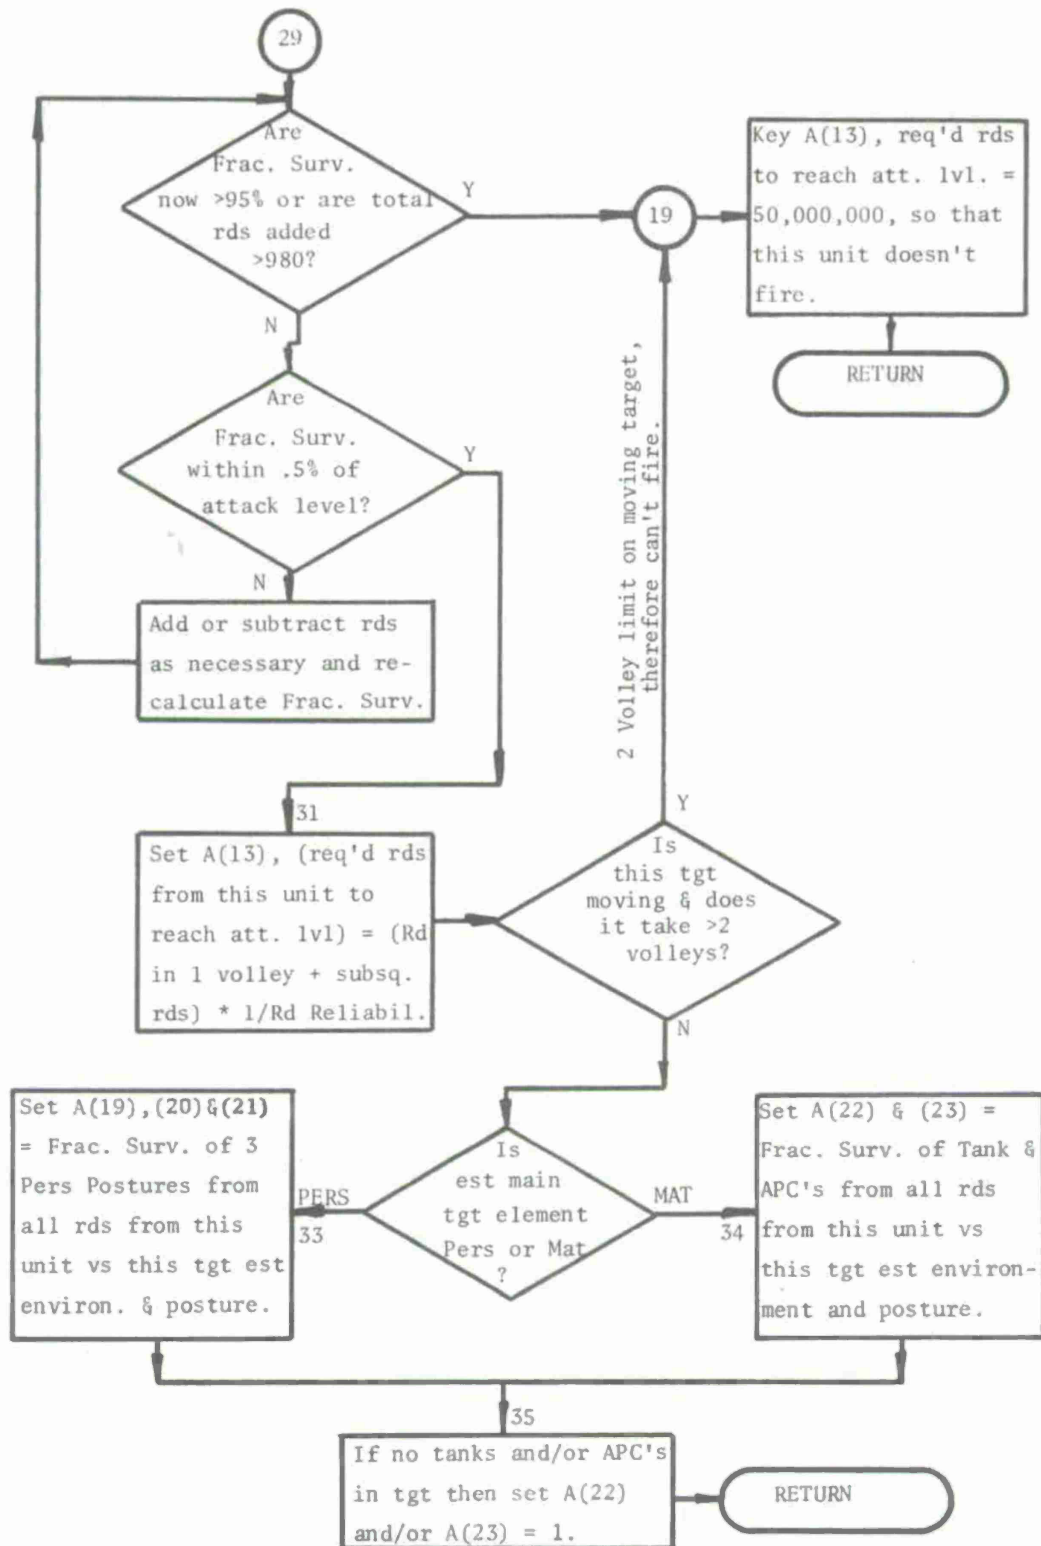 29
Are
Frac. Surv.
now >95% or are total
rds added
>980?
Y
N
19
Key A(13), req'd rds
to reach att. lvl. =
50,000,000, so that
this unit doesn't
fire.
RETURN
Are
Frac. Surv.
within .5% of
attack level?
Y
N
Add or subtract rds
as necessary and re-
calculate Frac. Surv.
2 Volley limit on moving target,
therefore can't fire.
31
Set A(13), (req'd rds
from this unit to
reach att. lvl) = (Rd
in 1 volley + subsq.
rds) * 1/Rd Reliabil.
Y
Is
this tgt
moving & does
it take >2
volleys?
N
Set A(19),(20)&(21)
= Frac. Surv. of 3
Pers Postures from
all rds from this
unit vs this tgt est
environ. & posture.
PERS
33
Is
est main
tgt element
Pers or Mat
?
MAT
34
Set A(22) & (23) =
Frac. Surv. of Tank &
APC's from all rds
from this unit vs
this tgt est environ-
ment and posture.
35
If no tanks and/or APC's
in tgt then set A(22)
and/or A(23) = 1.
RETURN